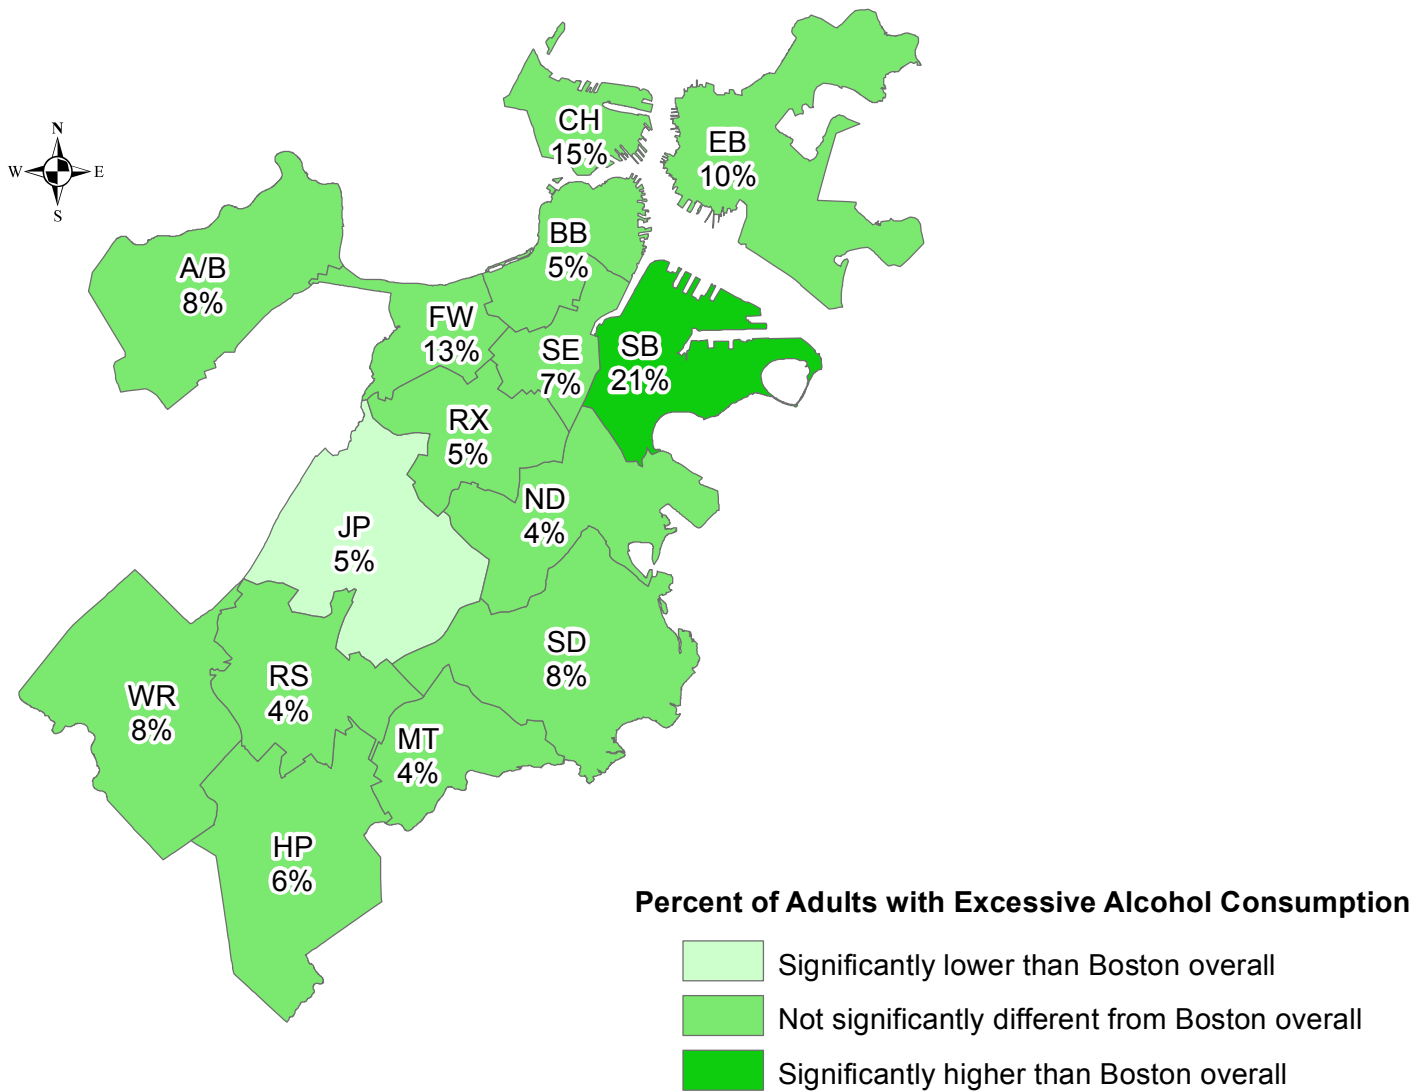 N
W E
S
CH
15%
EB
10%
BB
5%
A/B
8%
FW
13%
SE
7%
SB
21%
RX
5%
ND
4%
JP
5%
SD
8%
RS
4%
WR
8%
MT
4%
HP
6%
Percent of Adults with Excessive Alcohol Consumption
Significantly lower than Boston overall
Not significantly different from Boston overall
Significantly higher than Boston overall